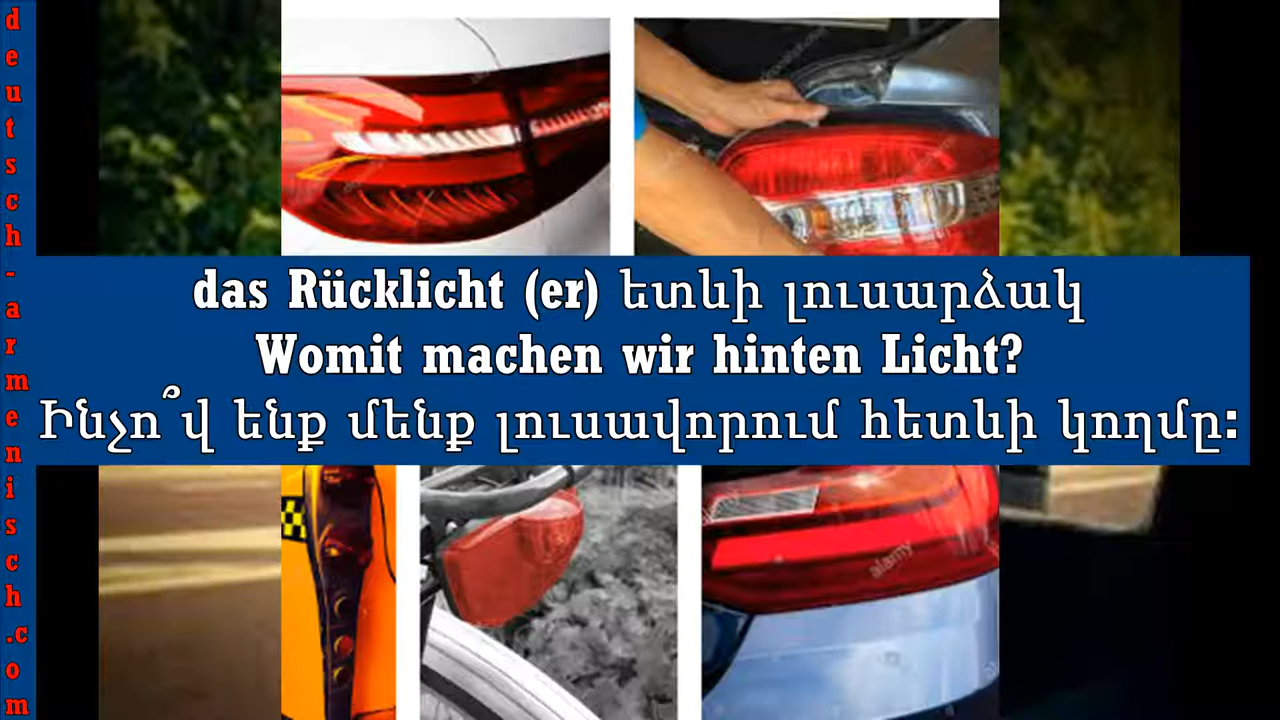 deutsch-armenisch.com
das Rücklicht (er) ետևի լուսարձակ
Womit machen wir hinten Licht?
Ինչո՞վ ենք մենք լուսավորում հետևի կողմը:
alamy